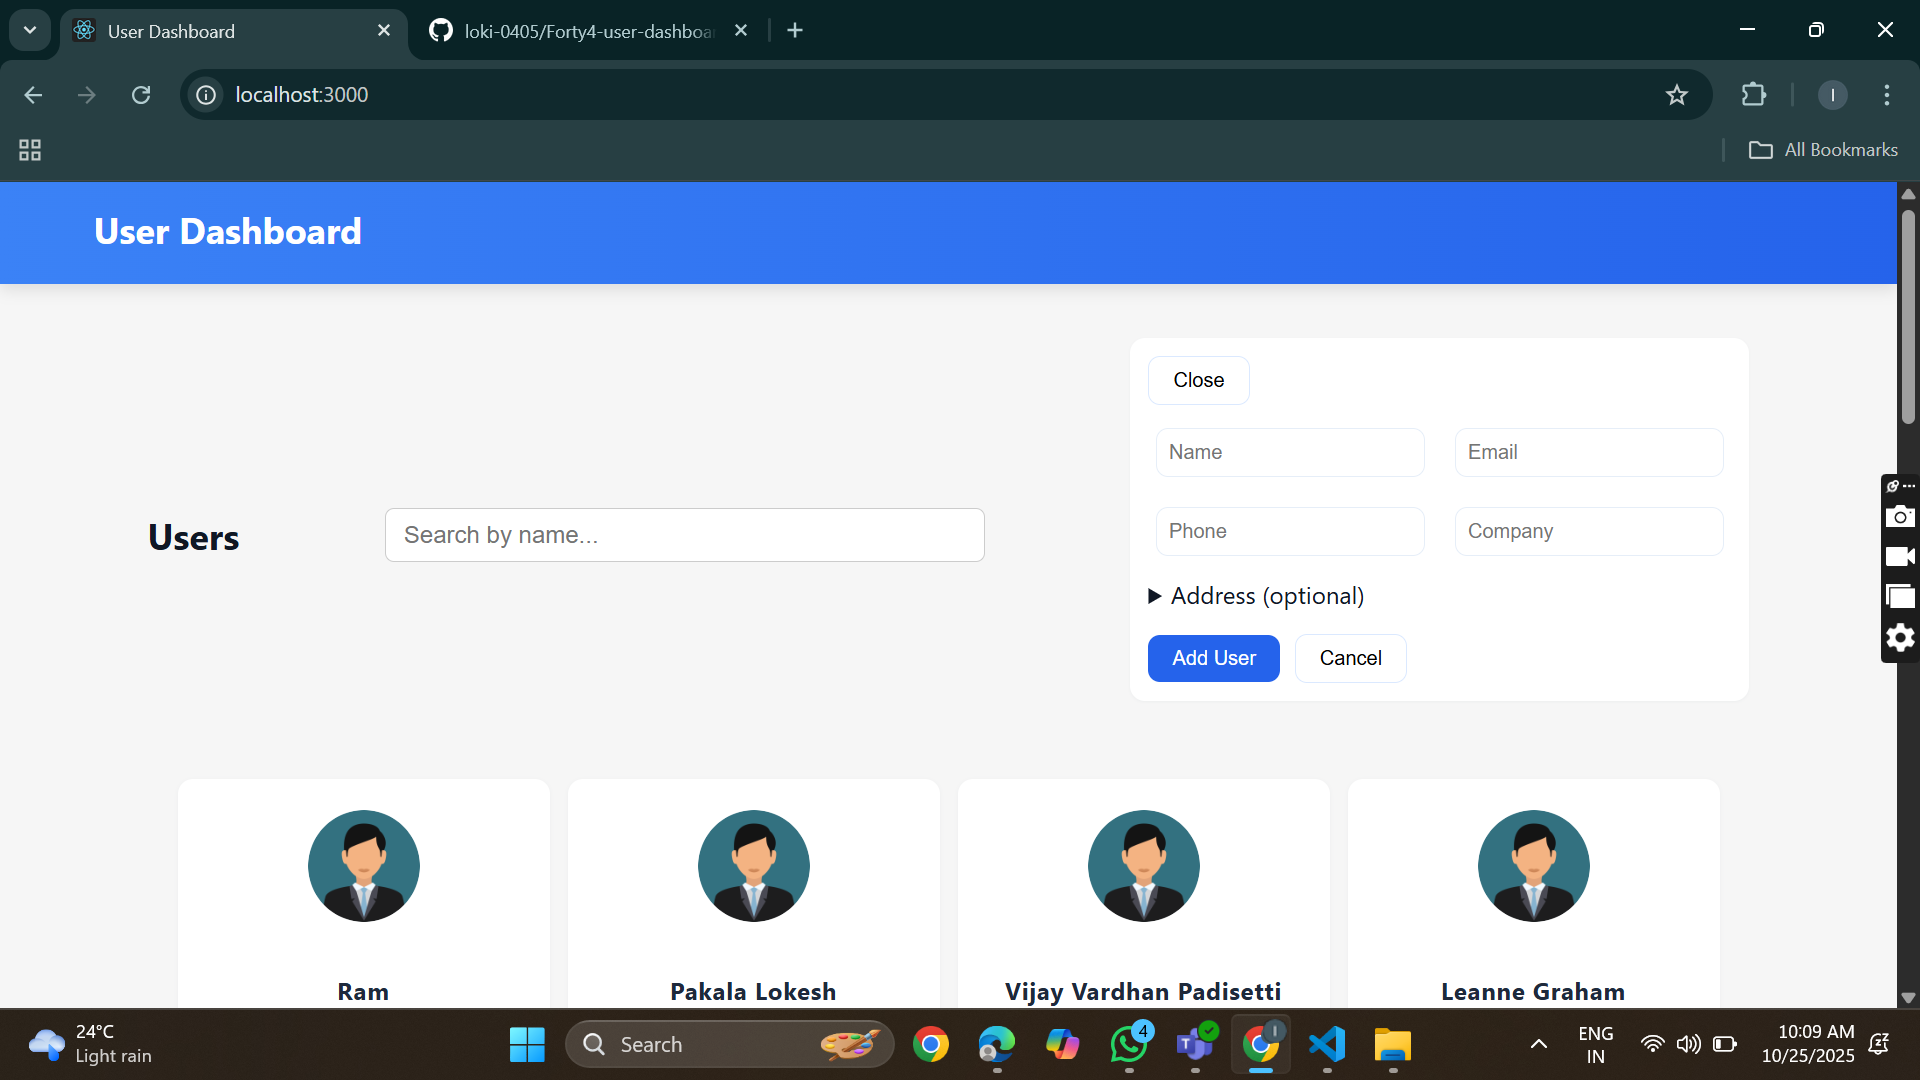 User Dashboard
loki-0405/Forty4-user-dashboa
localhost:3000
I
All Bookmarks
User Dashboard
Close
Name
Email
Users
Search by name...
Phone
Company
Address (optional)
Add User
Cancel
Ram
Pakala Lokesh
Vijay Vardhan Padisetti
Leanne Graham
24°C
Light rain
Search
4
T
I
ENG
IN
10:09 AM
10/25/2025